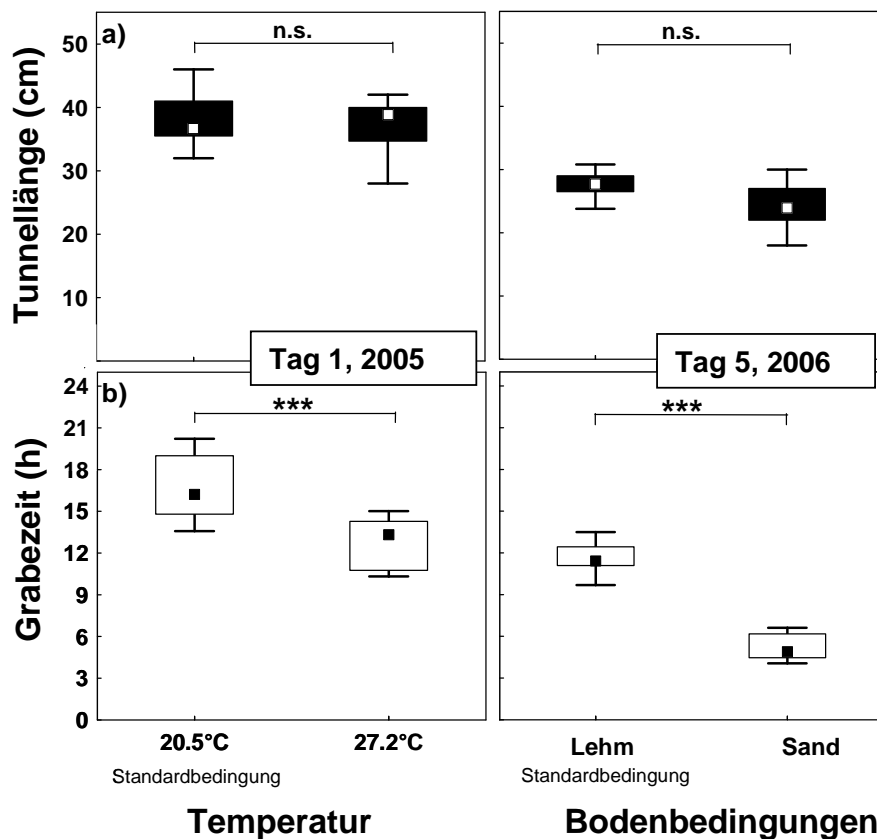 a)
n.s.
n.s.
Tunnellänge (cm)
50
40
30
20
10
Tag 1, 2005
Tag 5, 2006
b)
***
***
Grabezeit (h)
24
21
18
15
12
9
6
3
0
20.5°C
27.2°C
Lehm
Sand
Standardbedingung
Standardbedingung
Temperatur
Bodenbedingungen